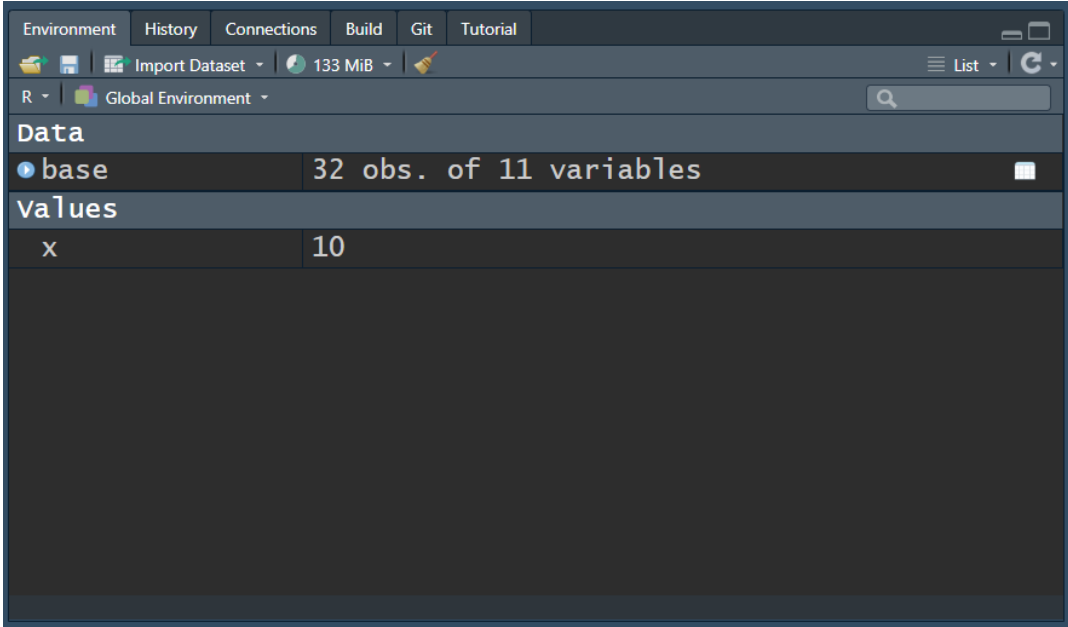 Environment History Connections Build Git Tutorial
Import Dataset 133 MiB List
R Global Environment
Data
base 32 obs. of 11 variables
Values
x 10